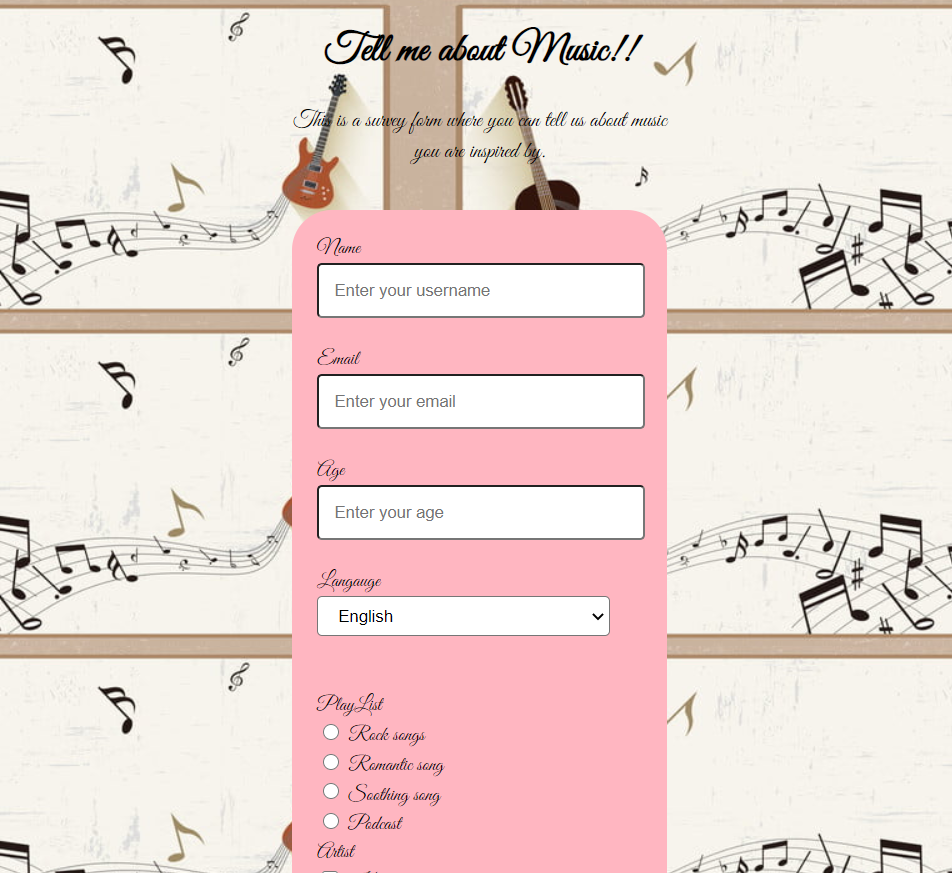 Tell me about Music!!
This is a survey form where you can tell us about music
you are inspired by.
Name
Enter your username
Email
Enter your email
Age
Enter your age
Langauge
English
PlayList
Rock songs
Romantic song
Soothing song
Podcast
Artist